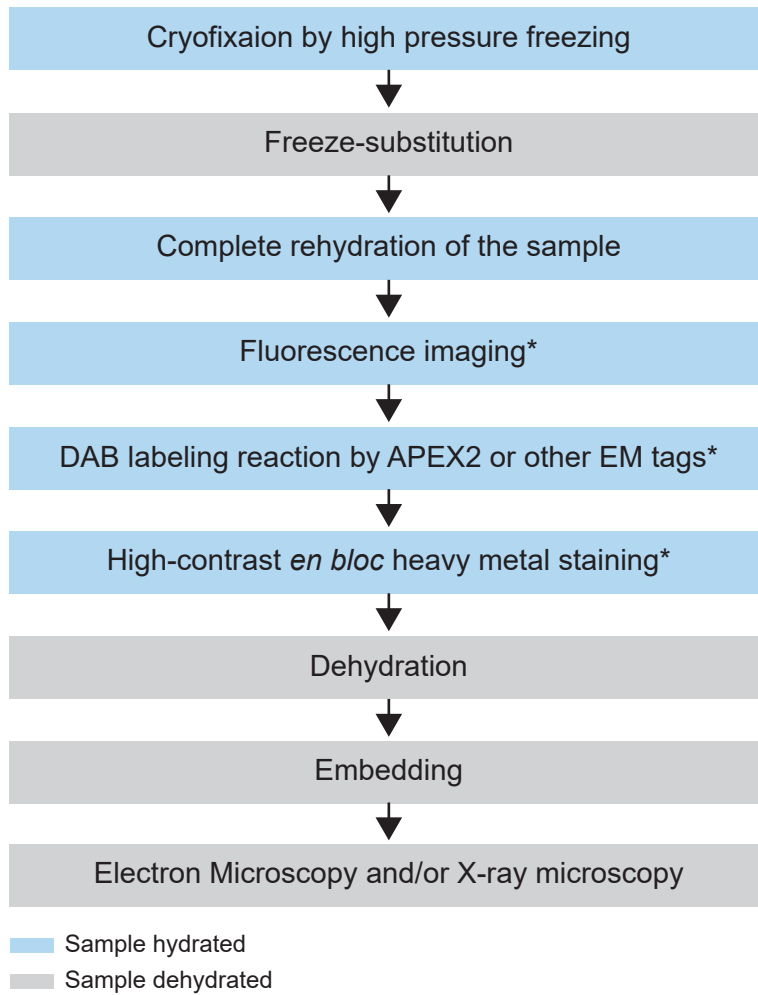 Cryofixaion by high pressure freezing
Freeze-substitution
Complete rehydration of the sample
Fluorescence imaging*
DAB labeling reaction by APEX2 or other EM tags*
High-contrast en bloc heavy metal staining*
Dehydration
Embedding
Electron Microscopy and/or X-ray microscopy
Sample hydrated
Sample dehydrated